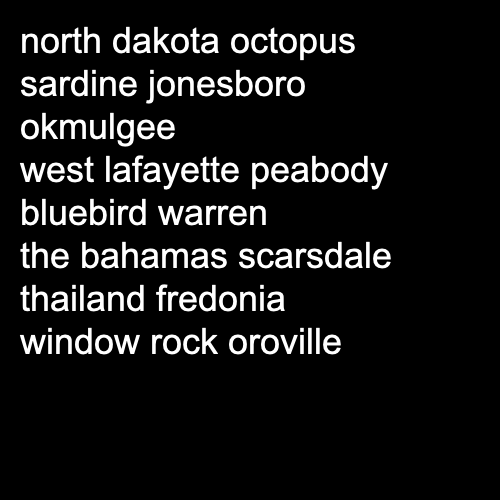 north dakota octopus
sardine jonesboro
okmulgee
west lafayette peabody
bluebird warren
the bahamas scarsdale
thailand fredonia
window rock oroville